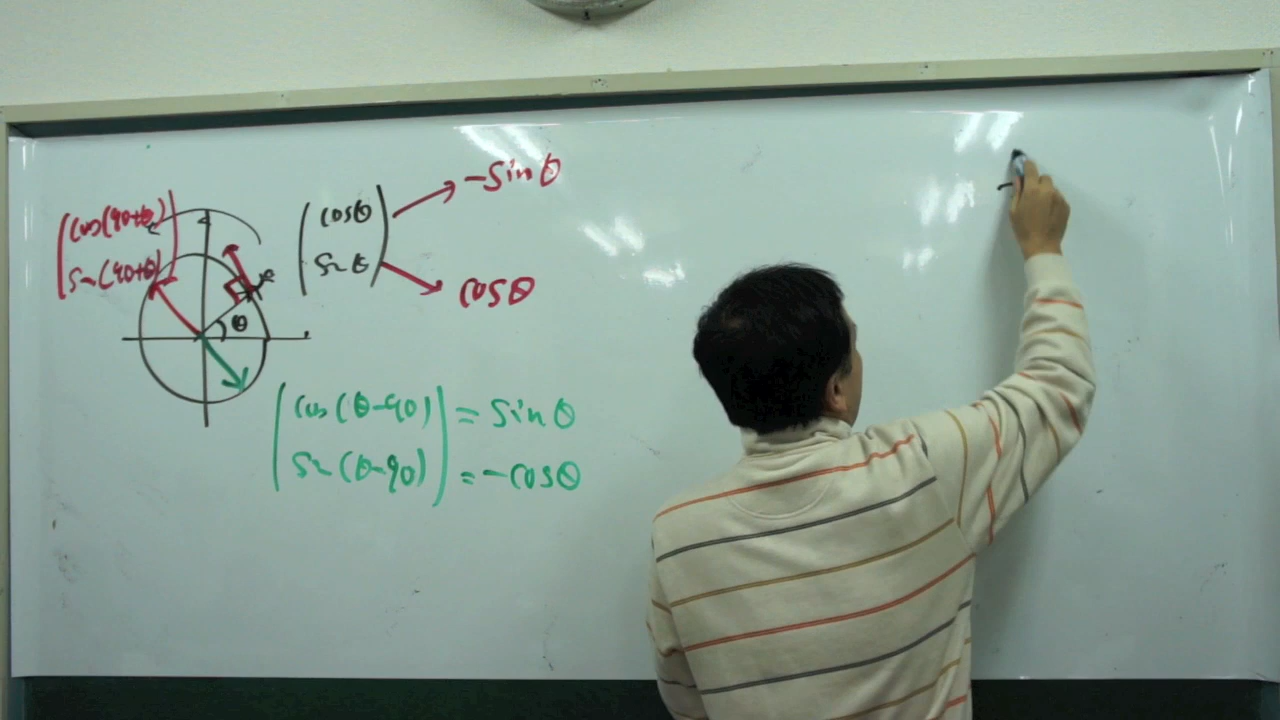 cos(90+θ)
sin(90+θ)
cosθ
sinθ
-sinθ
cosθ
θ
cos(θ-90) = sinθ
sin(θ-90) = -cosθ